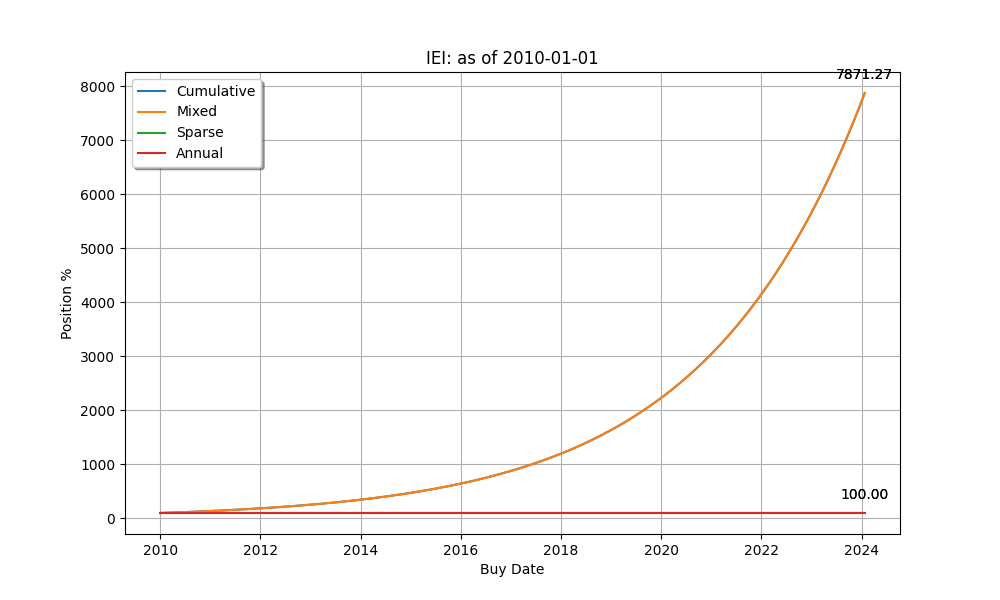 IEI: as of 2010-01-01
7871.27
Cumulative
Mixed
Sparse
Annual
8000
7000
6000
5000
4000
3000
2000
1000
0
Position %
100.00
2010 2012 2014 2016 2018 2020 2022 2024
Buy Date